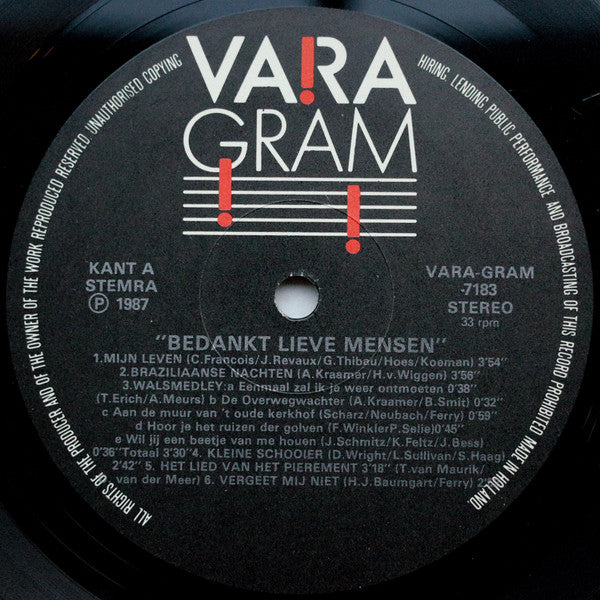 VARA
GRAM
ALL RIGHTS OF THE PRODUCER AND OF THE OWNER OF THE WORK REPRODUCED RESERVED UNAUTHORISED COPYING
HIRING LENDING PUBLIC PERFORMANCE AND BROADCASTING OF THIS RECORD PROHIBITED MADE IN HOLLAND.
KANT A
STEMRA
Ⓟ 1987
VARA-GRAM
-7183
STEREO
33 rpm
"BEDANKT LIEVE MENSEN"
1.MIJN LEVEN (C.Francois/J.Revaux/G.Thibau/Hoes/Koeman) 3'54"
2.BRAZILIAANSE NACHTEN (A.Kraamer/H.v.Wiggen) 3'56"
3.WALSMEDLEY:a Eenmaal zal ik je weer ontmoeten 0'38"
(T.Erich/A.Meurs) b De Overwegwachter (A.Kraamer/B.Smit) 0'32"
c Aan de muur van 't oude kerkhof (Scharz/Neubach/Ferry) 0'59"
d Hoor je het ruizen der golven (F.WinklerP.Selie)0'45"
e Wil jij een beetje van me houen (J.Schmitz/K.Feltz/J.Bess)
0'36"Totaal 3'30" 4. KLEINE SCHOOIER (D.Wright/L.Sullivan/S.Haag)
2'42" 5. HET LIED VAN HET PIEREMENT 3'18" (T.van Maurik/
van der Meer) 6. VERGEET MIJ NIET (H.J.Baumgart/Ferry)